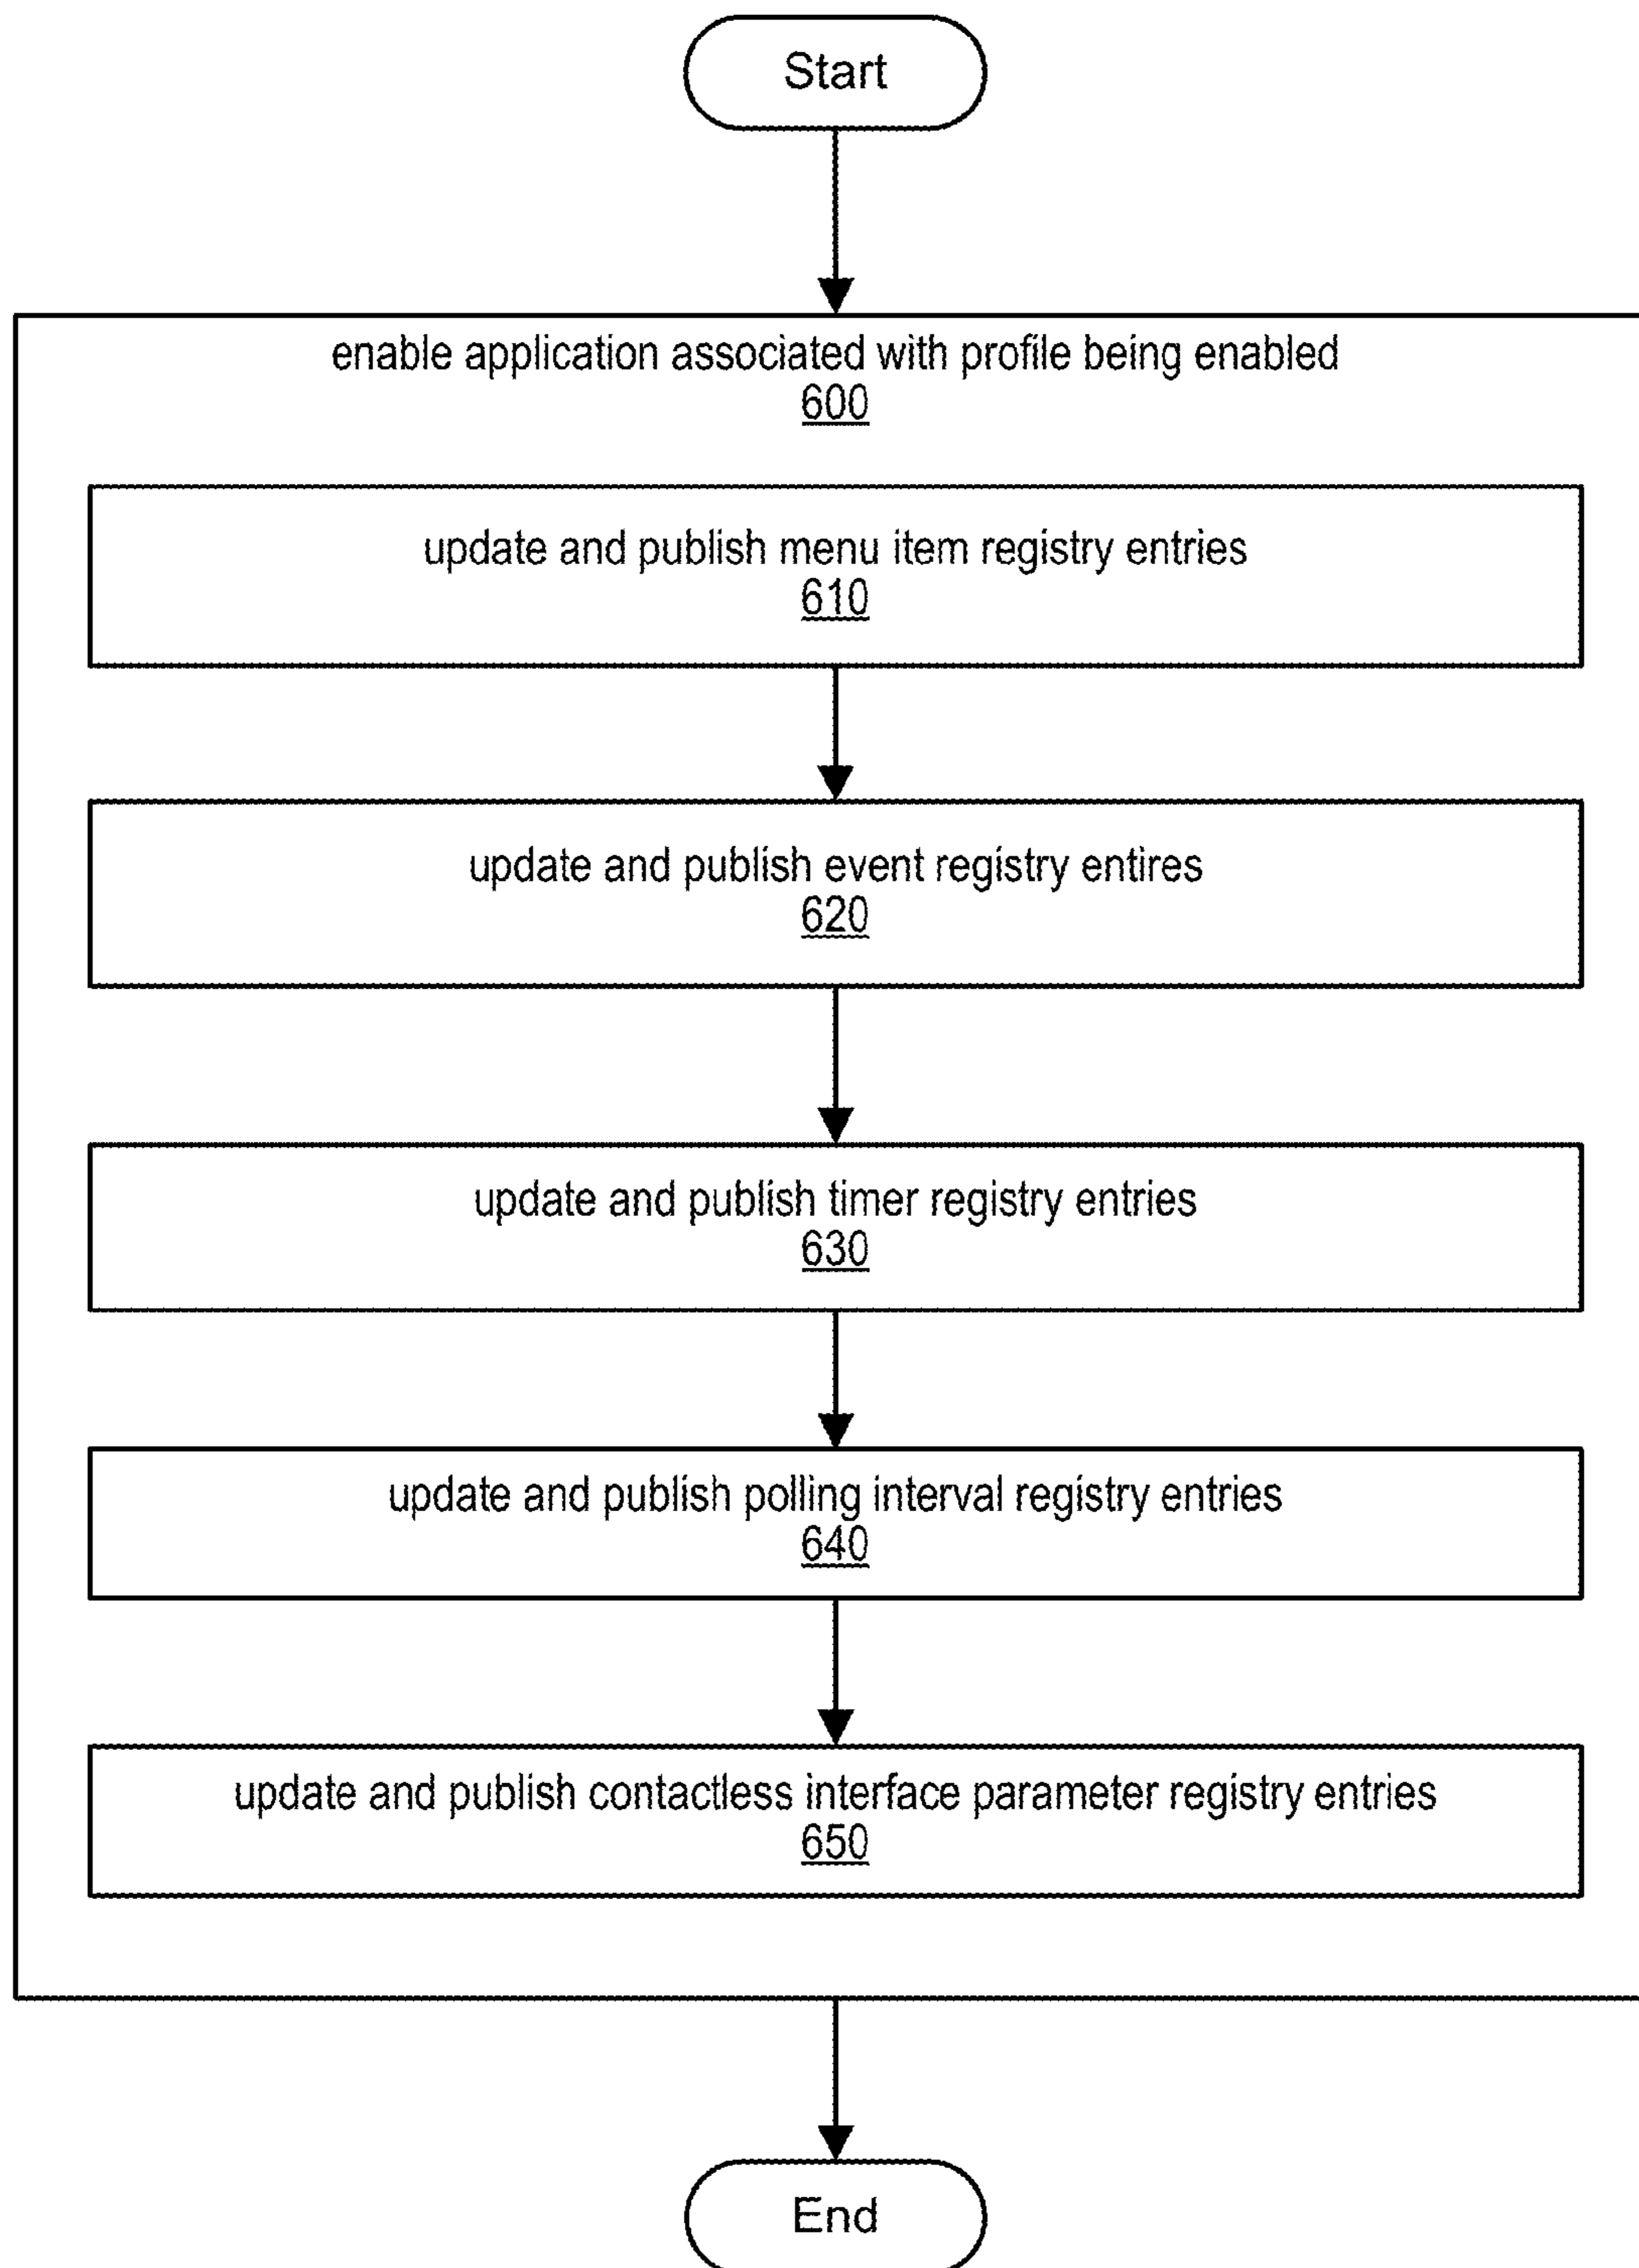 Start
enable application associated with profile being enabled
600
update and publish menu item registry entries
610
update and publish event registry entires
620
update and publish timer registry entries
630
update and publish polling interval registry entries
640
update and publish contactless interface parameter registry entries
650
End